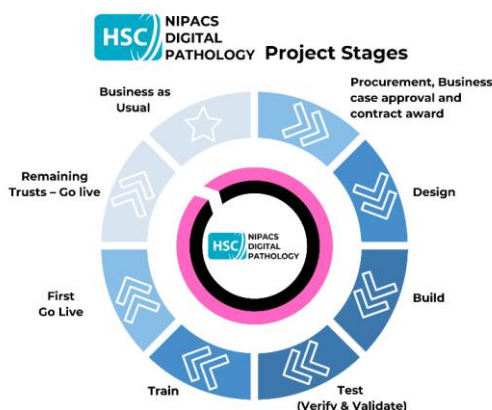 HSC
NIPACS
DIGITAL
PATHOLOGY
Project Stages
Procurement, Business
case approval and
contract award
Design
Build
Test
(Verify & Validate)
Train
First
Go Live
Remaining
Trusts – Go live
Business as
Usual
HSC
NIPACS
DIGITAL
PATHOLOGY